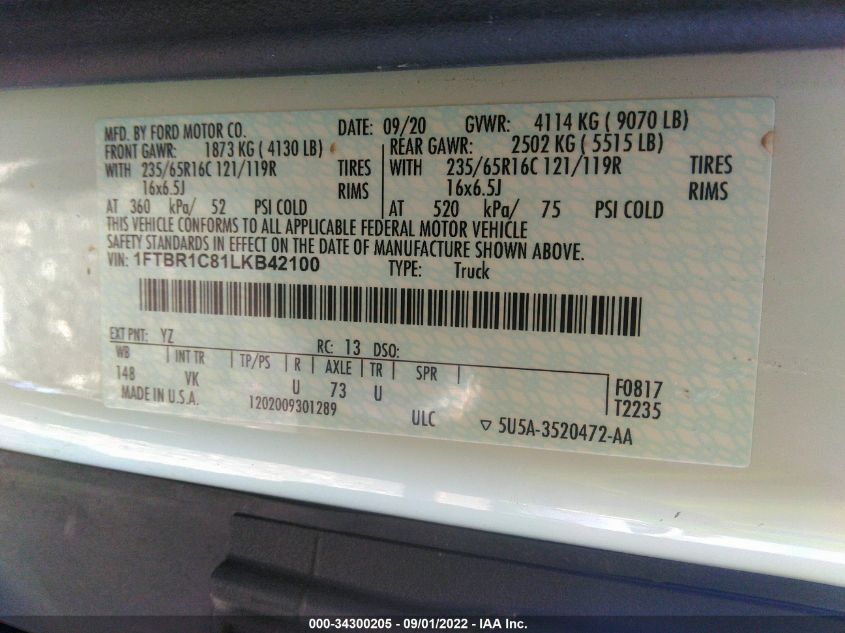 MFD. BY FORD MOTOR CO. DATE: 09/20 GVWR: 4114 KG ( 9070 LB)
FRONT GAWR: 1873 KG ( 4130 LB) REAR GAWR: 2502 KG ( 5515 LB)
WITH 235/65R16C 121/119R TIRES WITH 235/65R16C 121/119R TIRES
16x6.5J RIMS 16x6.5J RIMS
AT 360 kPa/ 52 PSI COLD AT 520 kPa/ 75 PSI COLD
THIS VEHICLE CONFORMS TO ALL APPLICABLE FEDERAL MOTOR VEHICLE
SAFETY STANDARDS IN EFFECT ON THE DATE OF MANUFACTURE SHOWN ABOVE.
VIN: 1FTBR1C81LKB42100 TYPE: Truck
EXT PNT: YZ RC: 13 DSO:
WB INT TR TP/PS R AXLE TR SPR
148 VK U 73 U F0817
MADE IN U.S.A. 1202009301289 ULC T2235
▽ 5U5A-3520472-AA
000-34300205 - 09/01/2022 - IAA Inc.